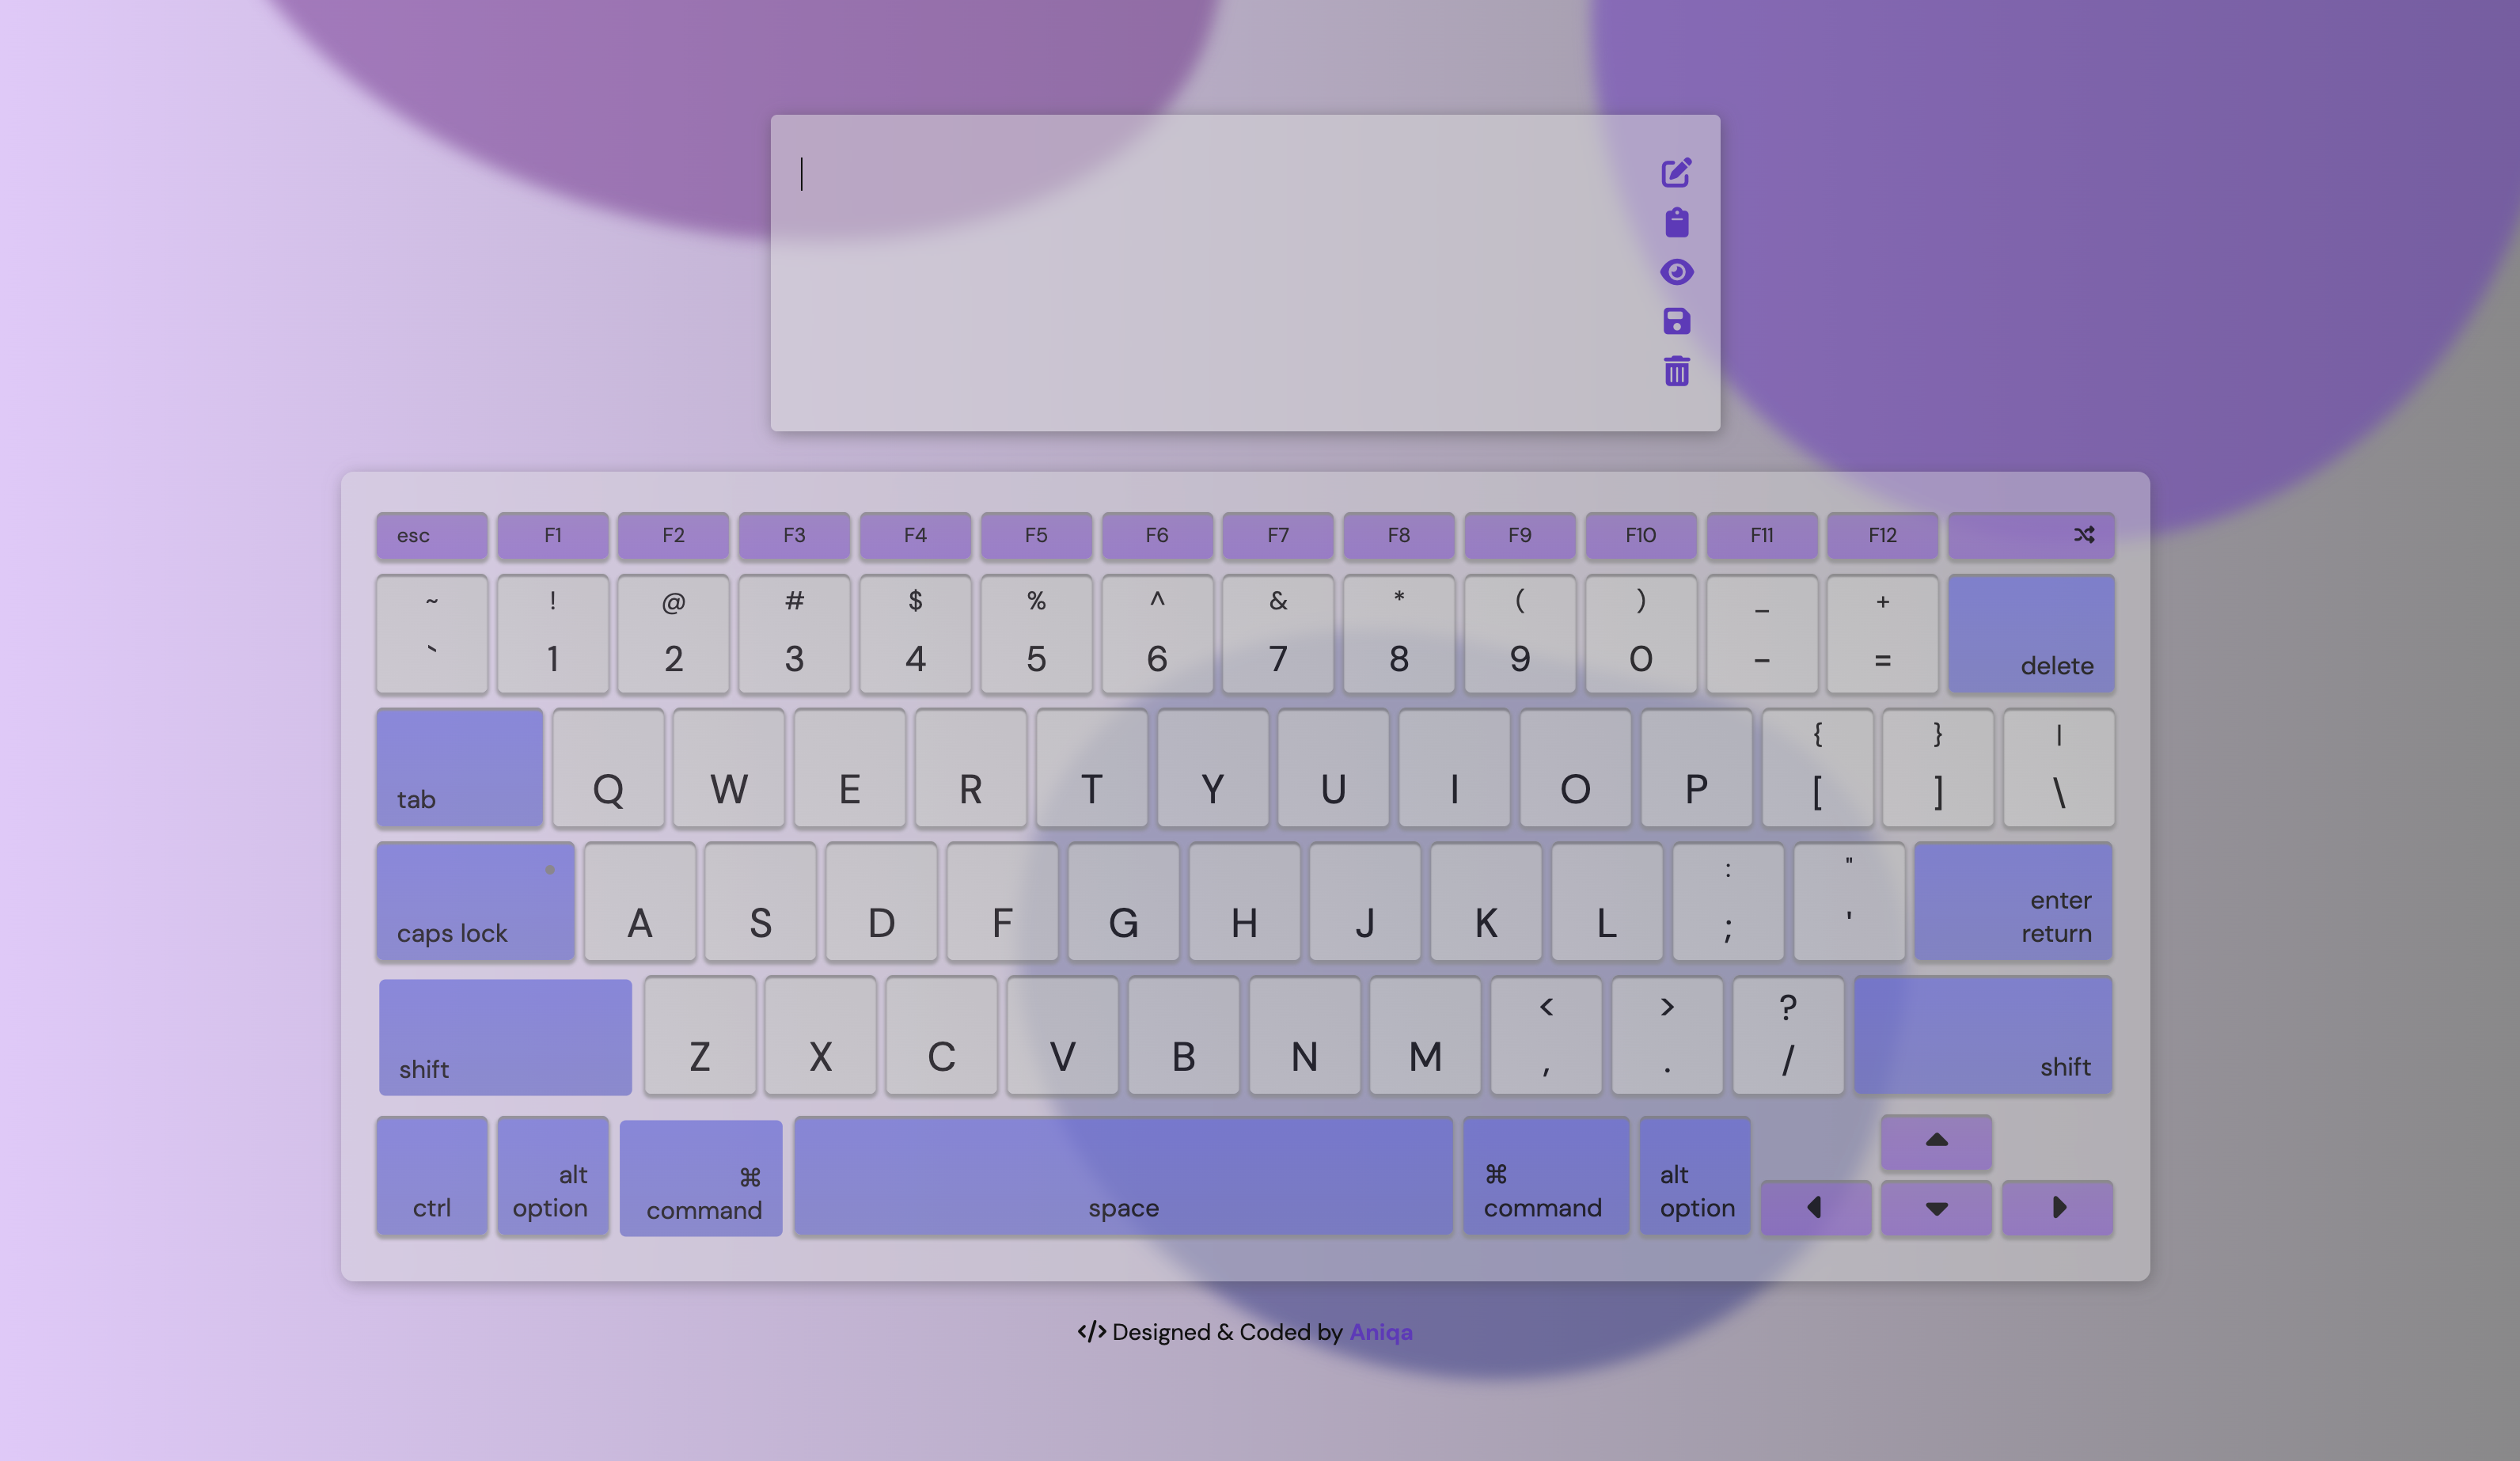 esc F1 F2 F3 F4 F5 F6 F7 F8 F9 F10 F11 F12
~ ! @ # $ % ^ & * ( ) _ +
` 1 2 3 4 5 6 7 8 9 0 - = delete
{ } |
tab Q W E R T Y U I O P [ ] \
: "
caps lock A S D F G H J K L ; ' enter
return
< > ?
shift Z X C V B N M , . / shift
alt ⌘ ⌘ alt
ctrl option command space command option
</> Designed & Coded by Aniqa